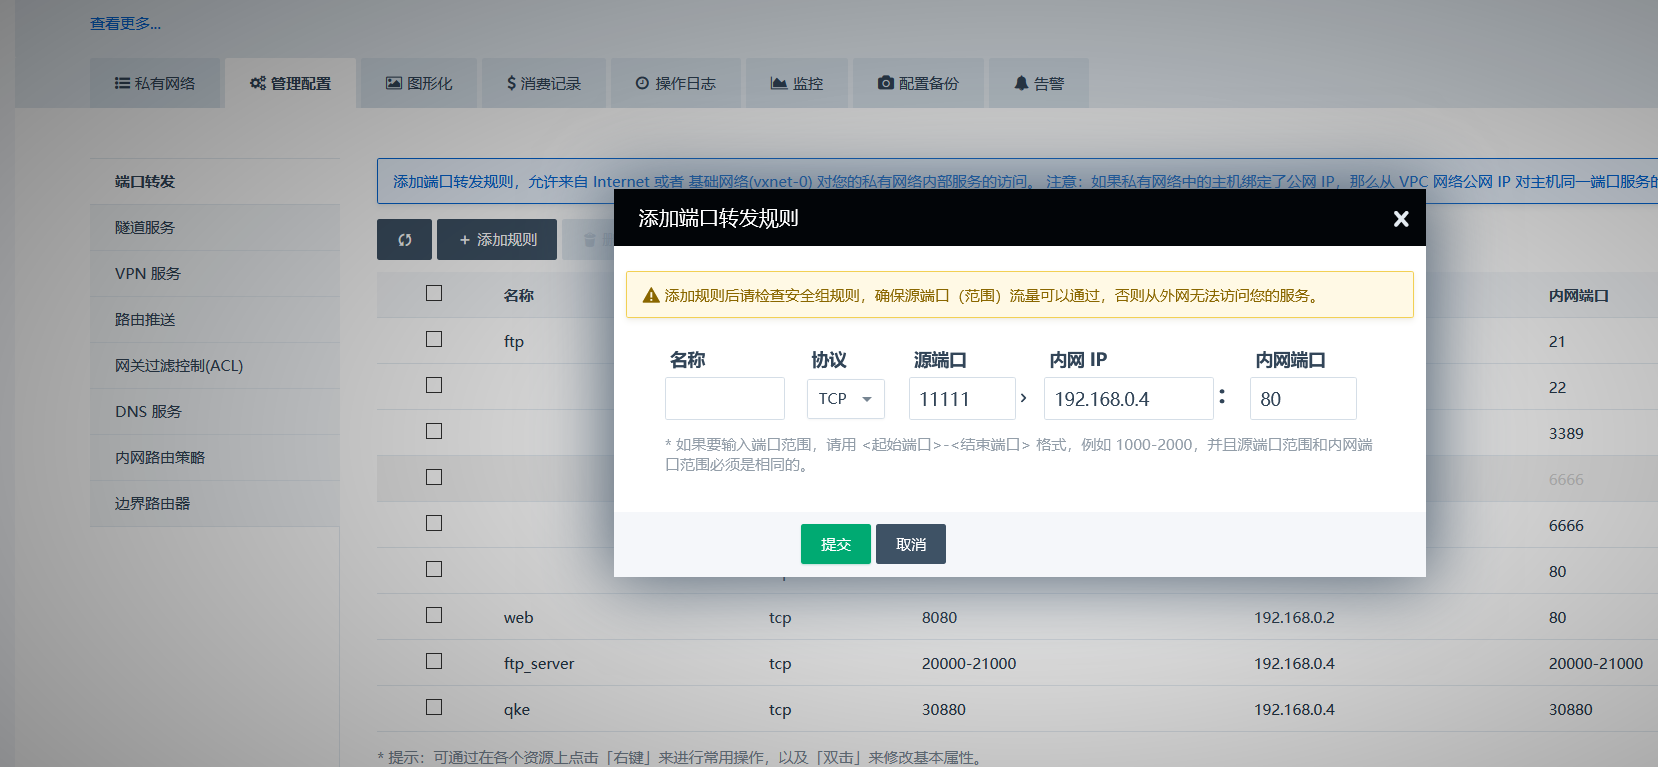 查看更多...
私有网络 管理配置 图形化 消费记录 操作日志 监控 配置备份 告警
端口转发
隧道服务
VPN 服务
路由推送
网关过滤控制(ACL)
DNS 服务
内网路由策略
边界路由器
添加端口转发规则，允许来自 Internet 或者 基础网络(vxnet-0) 对您的私有网络内部服务的访问。 注意：如果私有网络中的主机绑定了公网 IP，那么从 VPC 网络公网 IP 对主机同一端口服务的
+ 添加规则
添加端口转发规则
添加规则后请检查安全组规则，确保源端口（范围）流量可以通过，否则从外网无法访问您的服务。
名称 协议 源端口 内网 IP 内网端口
TCP 11111 › 192.168.0.4 : 80
* 如果要输入端口范围，请用 <起始端口>-<结束端口> 格式，例如 1000-2000，并且源端口范围和内网端
口范围必须是相同的。
提交 取消
名称 内网端口
ftp 21
22
3389
6666
6666
80
web tcp 8080 192.168.0.2 80
ftp_server tcp 20000-21000 192.168.0.4 20000-21000
qke tcp 30880 192.168.0.4 30880
* 提示：可通过在各个资源上点击「右键」来进行常用操作，以及「双击」来修改基本属性。